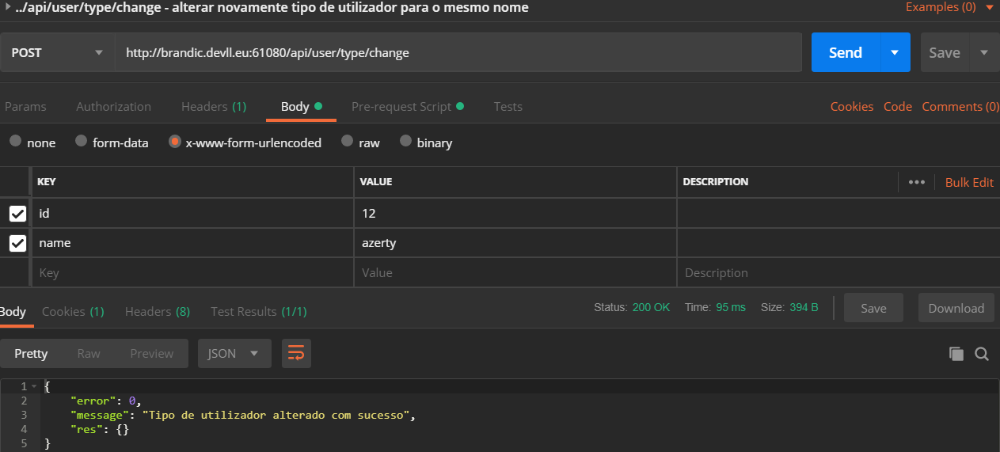 ../api/user/type/change - alterar novamente tipo de utilizador para o mesmo nome Examples (0)
POST http://brandic.devll.eu:61080/api/user/type/change Send Save
Params Authorization Headers (1) Body Pre-request Script Tests Cookies Code Comments (0)
none form-data x-www-form-urlencoded raw binary
KEY VALUE DESCRIPTION ••• Bulk Edit
id 12
name azerty
Key Value Description
Body Cookies (1) Headers (8) Test Results (1/1) Status: 200 OK Time: 95 ms Size: 394 B Save Download
Pretty Raw Preview JSON
1 {
2 "error": 0,
3 "message": "Tipo de utilizador alterado com sucesso",
4 "res": {}
5 }